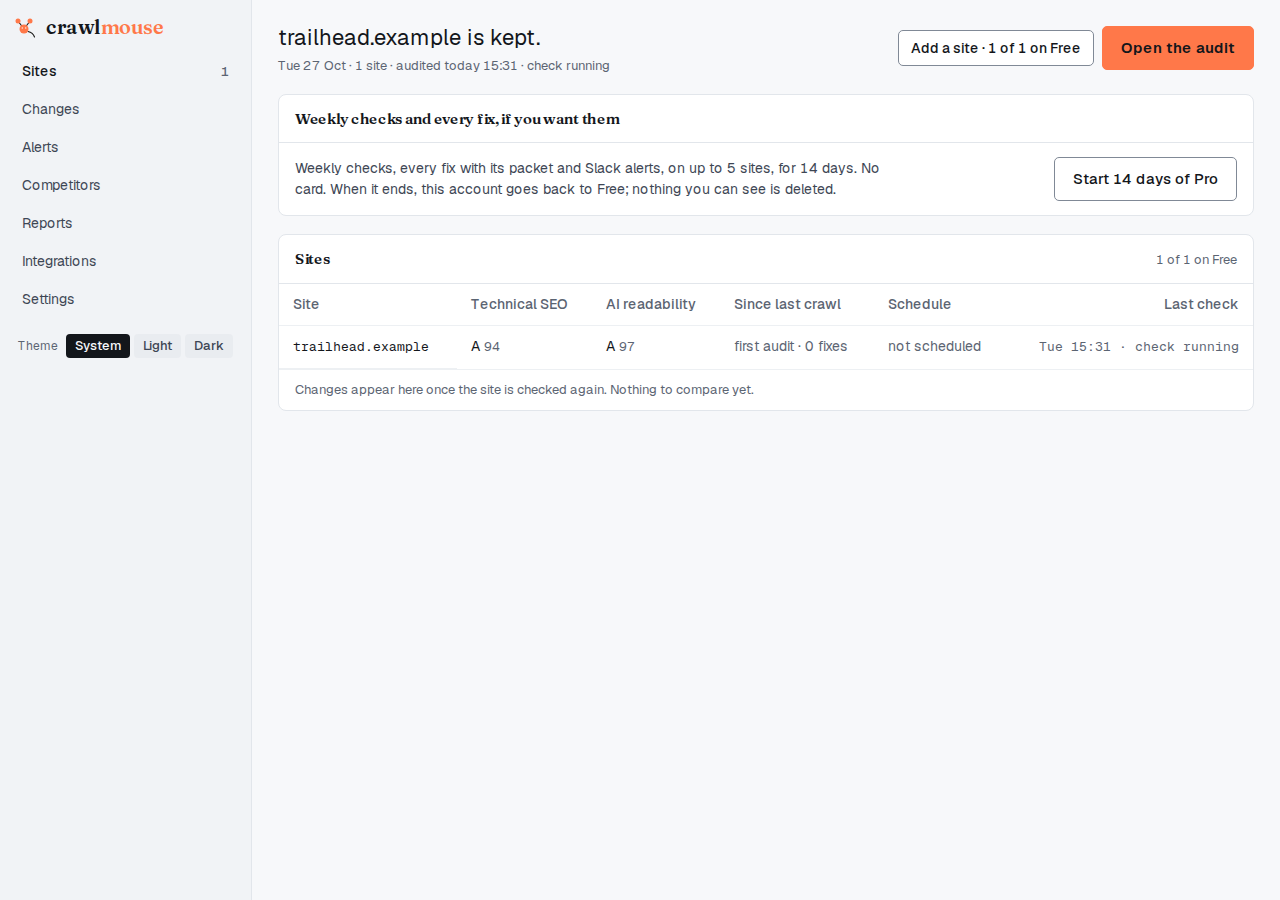 crawlmouse
Sites 1
Changes
Alerts
Competitors
Reports
Integrations
Settings
Theme System Light Dark
trailhead.example is kept.
Tue 27 Oct · 1 site · audited today 15:31 · check running
Add a site · 1 of 1 on Free
Open the audit
Weekly checks and every fix, if you want them
Weekly checks, every fix with its packet and Slack alerts, on up to 5 sites, for 14 days. No
card. When it ends, this account goes back to Free; nothing you can see is deleted.
Start 14 days of Pro
Sites 1 of 1 on Free
Site Technical SEO AI readability Since last crawl Schedule Last check
trailhead.example A 94 A 97 first audit · 0 fixes not scheduled Tue 15:31 · check running
Changes appear here once the site is checked again. Nothing to compare yet.